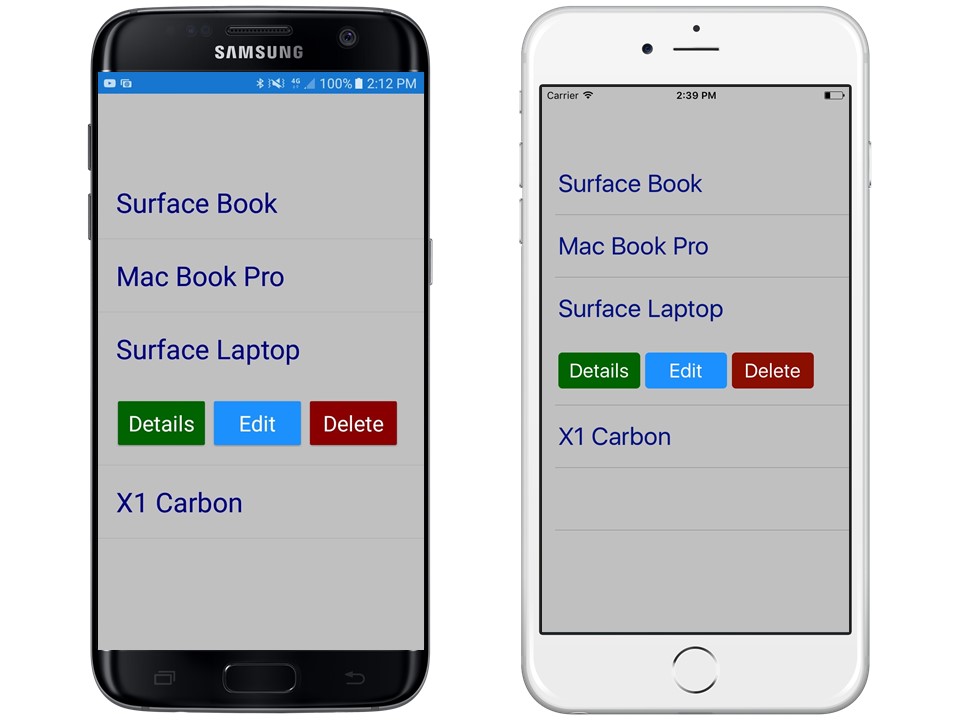 SAMSUNG
4G 100% 2:12 PM
Surface Book
Mac Book Pro
Surface Laptop
Details Edit Delete
X1 Carbon
Carrier 2:39 PM
Surface Book
Mac Book Pro
Surface Laptop
Details Edit Delete
X1 Carbon